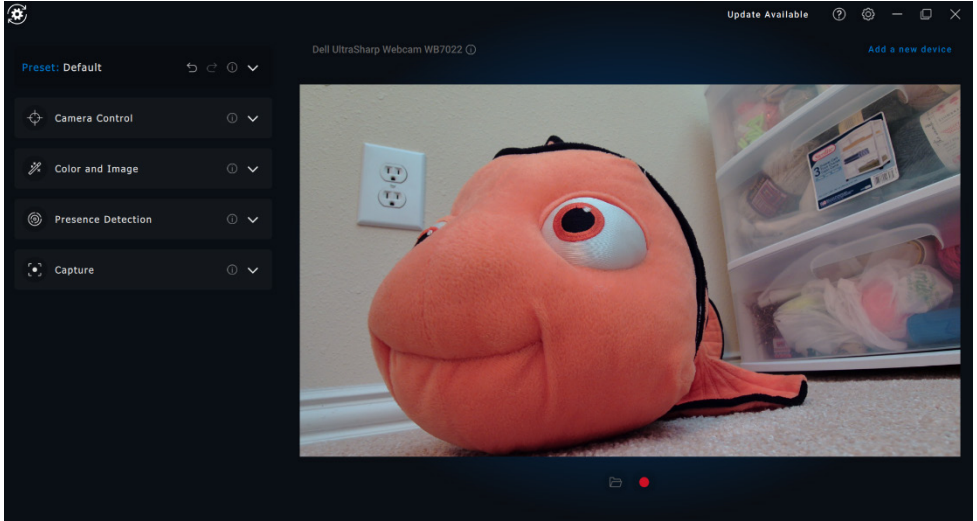 Update Available
Preset: Default
Camera Control
Color and Image
Presence Detection
Capture
Dell UltraSharp Webcam WB7022
Add a new device
3